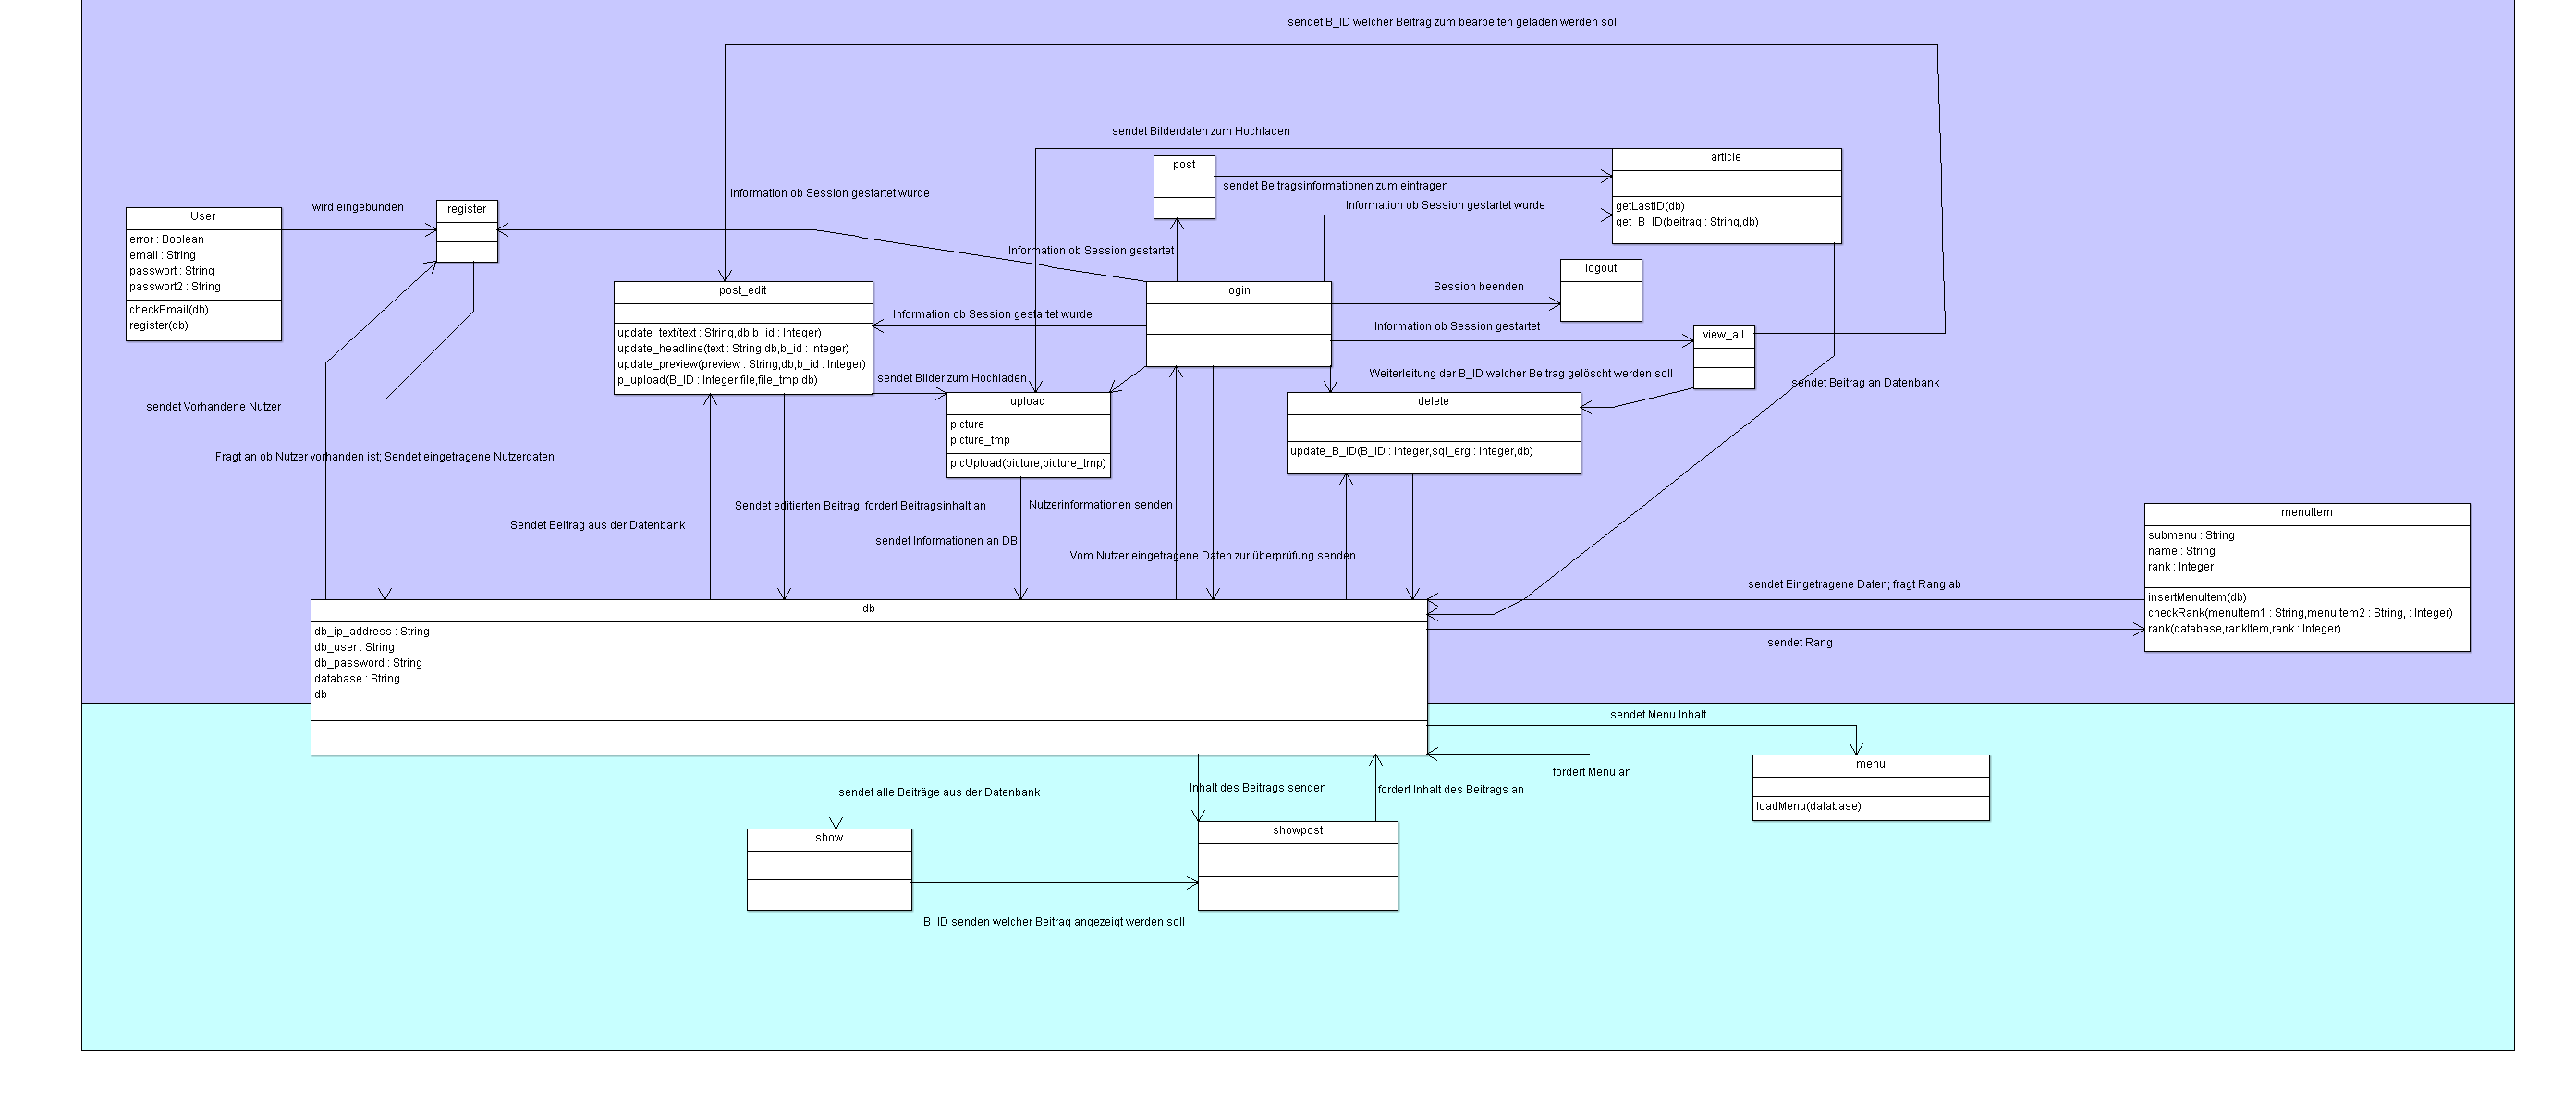 sendet B_ID welcher Beitrag zum bearbeiten geladen werden soll
sendet Bilderdaten zum Hochladen
post
article
sendet Beitragsinformationen zum eintragen
getLastID(db)
get_B_ID(beitrag : String,db)
Information ob Session gestartet wurde
Information ob Session gestartet wurde
wird eingebunden
register
User
error : Boolean
email : String
passwort : String
passwort2 : String
checkEmail(db)
register(db)
Information ob Session gestartet
logout
Session beenden
post_edit
update_text(text : String,db,b_id : Integer)
update_headline(text : String,db,b_id : Integer)
update_preview(preview : String,db,b_id : Integer)
p_upload(B_ID : Integer,file,file_tmp,db)
login
Information ob Session gestartet wurde
Information ob Session gestartet
view_all
sendet Bilder zum Hochladen
Weiterleitung der B_ID welcher Beitrag gelöscht werden soll
sendet Beitrag an Datenbank
sendet Vorhandene Nutzer
upload
picture
picture_tmp
picUpload(picture,picture_tmp)
delete
update_B_ID(B_ID : Integer,sql_erg : Integer,db)
Fragt an ob Nutzer vorhanden ist; Sendet eingetragene Nutzerdaten
Sendet editierten Beitrag; fordert Beitragsinhalt an
Nutzerinformationen senden
Sendet Beitrag aus der Datenbank
sendet Informationen an DB
Vom Nutzer eingetragene Daten zur überprüfung senden
menuItem
submenu : String
name : String
rank : Integer
insertMenuItem(db)
checkRank(menuItem1 : String,menuItem2 : String, : Integer)
rank(database,rankItem,rank : Integer)
sendet Eingetragene Daten; fragt Rang ab
sendet Rang
db
db_ip_address : String
db_user : String
db_password : String
database : String
db
sendet Menu Inhalt
fordert Menu an
menu
loadMenu(database)
sendet alle Beiträge aus der Datenbank
Inhalt des Beitrags senden
fordert Inhalt des Beitrags an
show
showpost
B_ID senden welcher Beitrag angezeigt werden soll